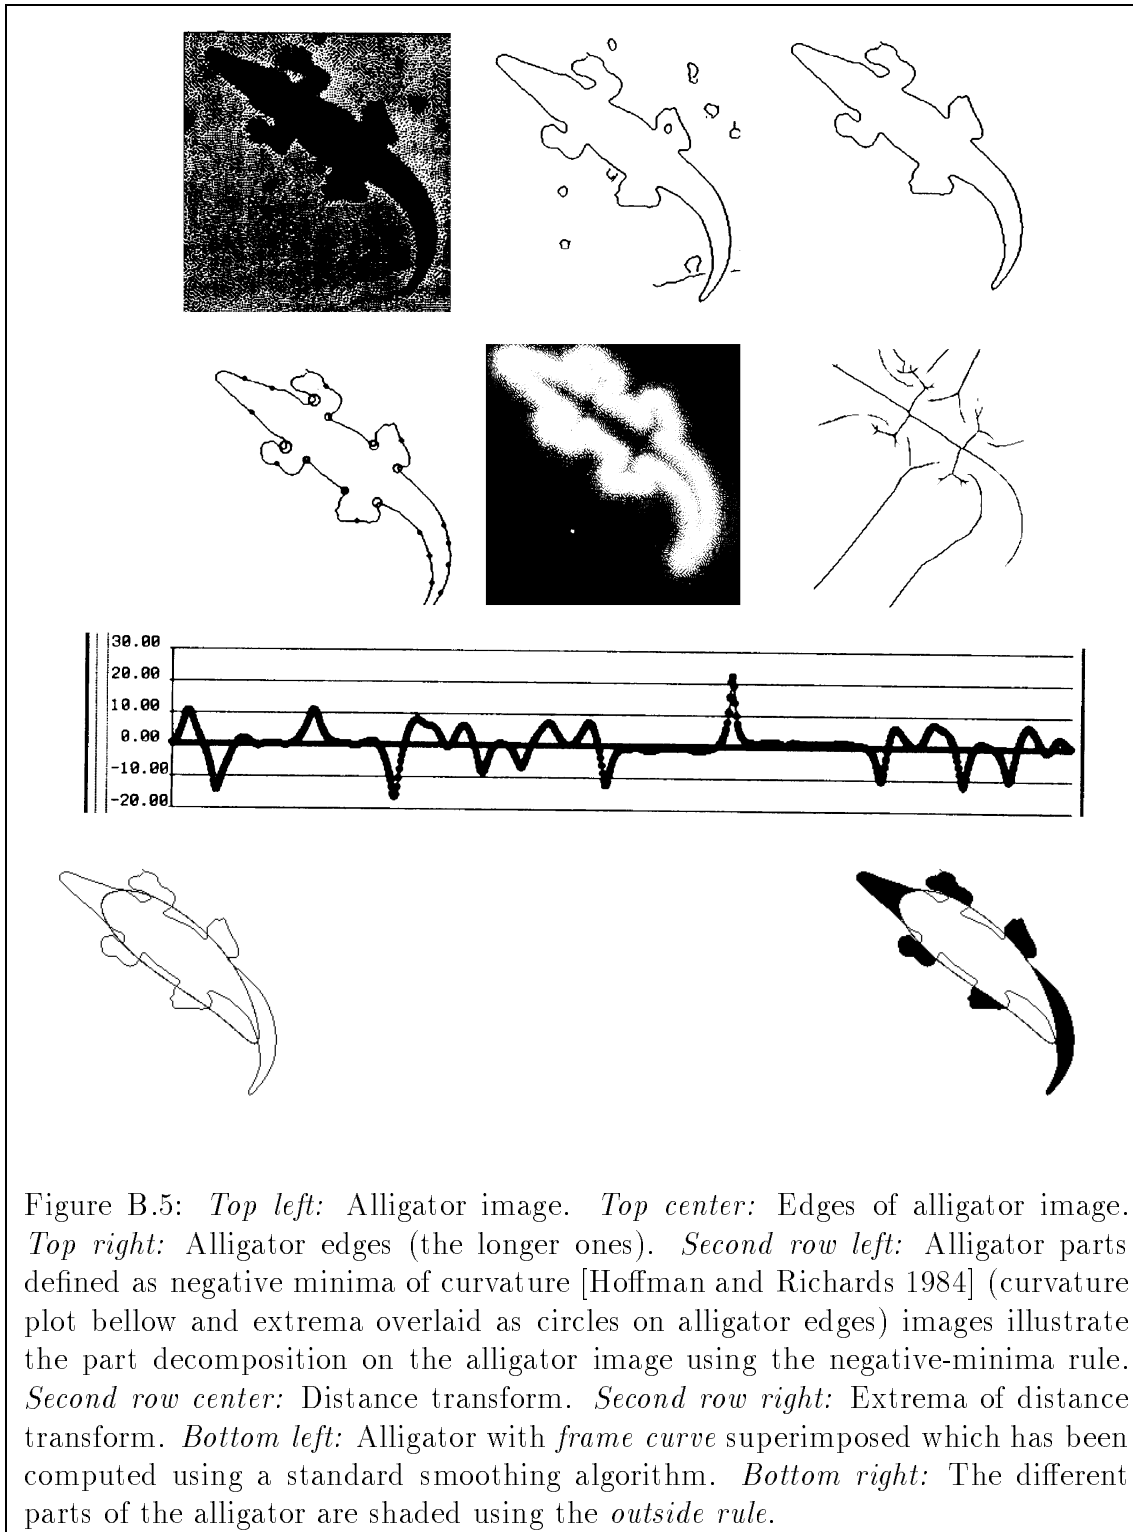 30.00
20.00
10.00
0.00
-10.00
-20.00
Figure B.5: Top left: Alligator image. Top center: Edges of alligator image.
Top right: Alligator edges (the longer ones). Second row left: Alligator parts
defined as negative minima of curvature [Hoffman and Richards 1984] (curvature
plot bellow and extrema overlaid as circles on alligator edges) images illustrate
the part decomposition on the alligator image using the negative-minima rule.
Second row center: Distance transform. Second row right: Extrema of distance
transform. Bottom left: Alligator with frame curve superimposed which has been
computed using a standard smoothing algorithm. Bottom right: The different
parts of the alligator are shaded using the outside rule.